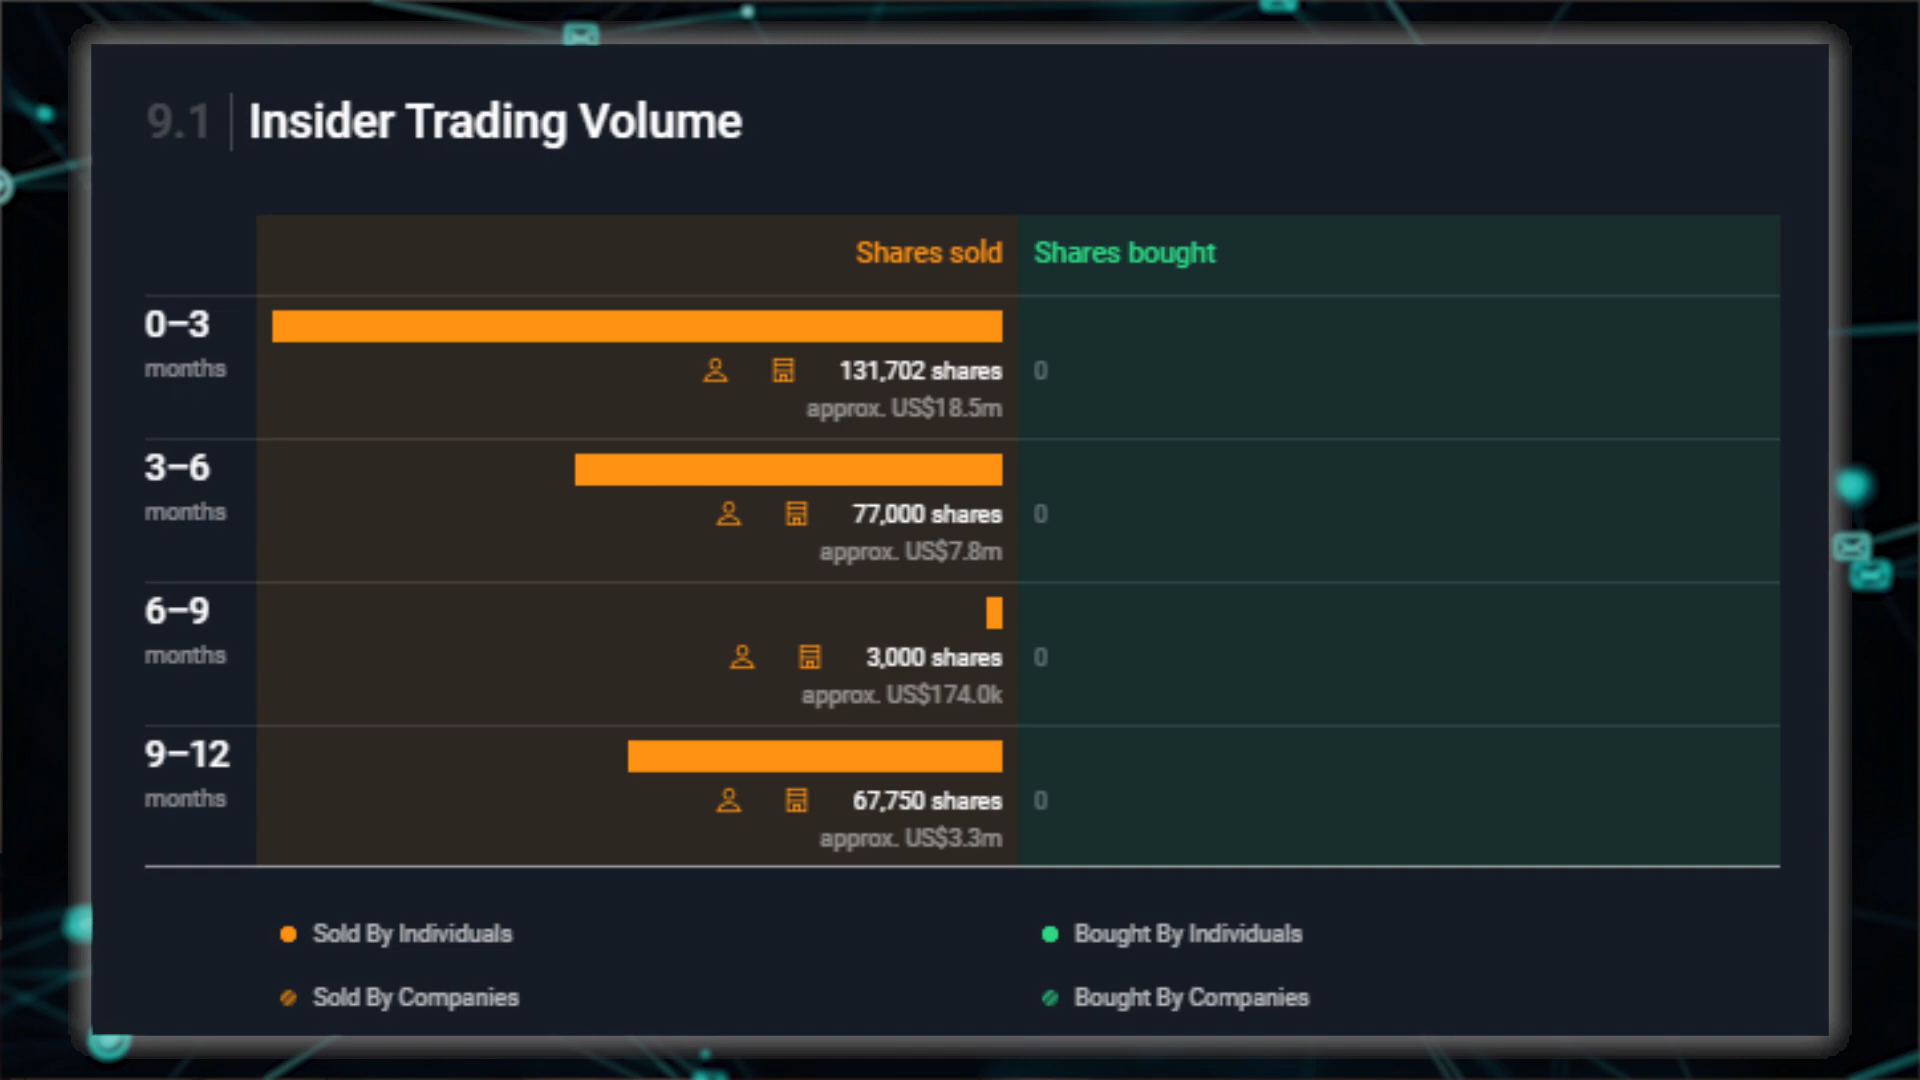 9.1 Insider Trading Volume
Shares sold Shares bought
0–3
months
131,702 shares 0
approx. US$18.5m
3–6
months
77,000 shares 0
approx. US$7.8m
6–9
months
3,000 shares 0
approx. US$174.0k
9–12
months
67,750 shares 0
approx. US$3.3m
Sold By Individuals Bought By Individuals
Sold By Companies Bought By Companies